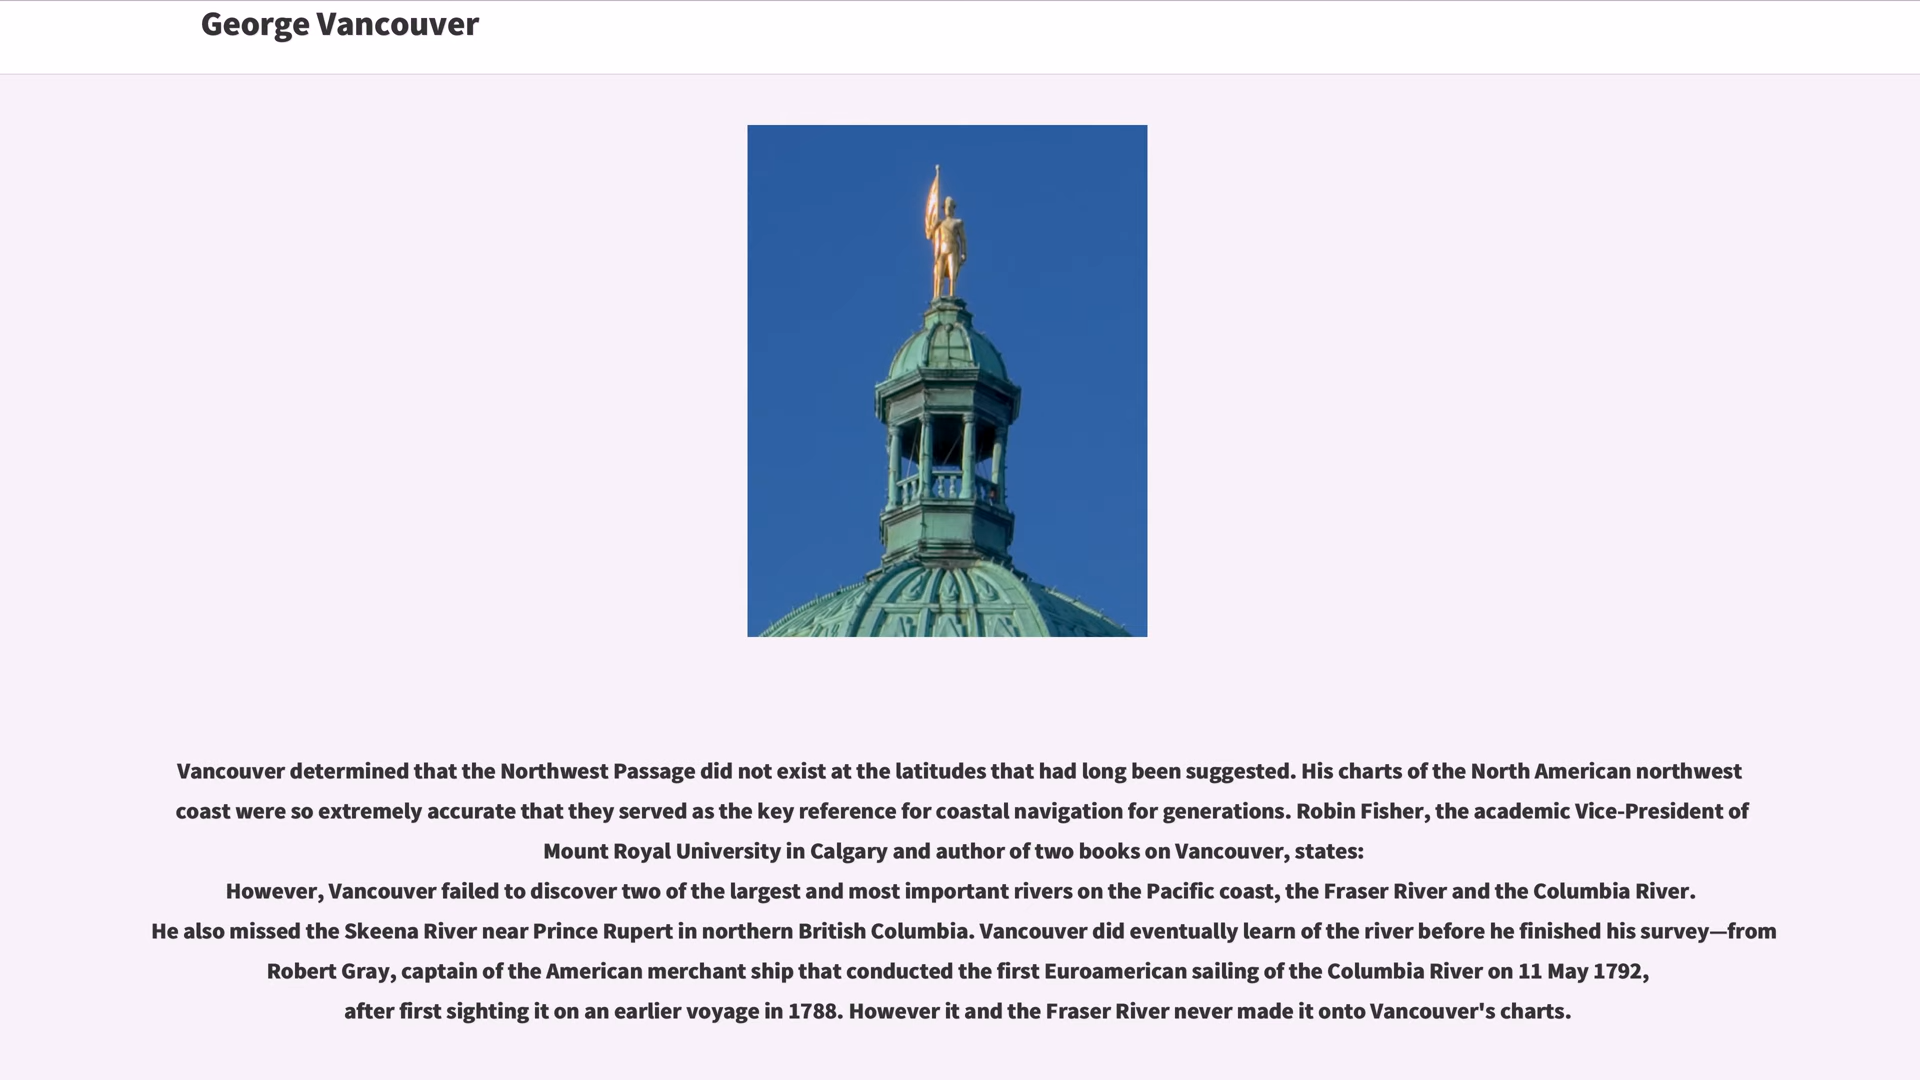 George Vancouver
Vancouver determined that the Northwest Passage did not exist at the latitudes that had long been suggested. His charts of the North American northwest
coast were so extremely accurate that they served as the key reference for coastal navigation for generations. Robin Fisher, the academic Vice-President of
Mount Royal University in Calgary and author of two books on Vancouver, states:
However, Vancouver failed to discover two of the largest and most important rivers on the Pacific coast, the Fraser River and the Columbia River.
He also missed the Skeena River near Prince Rupert in northern British Columbia. Vancouver did eventually learn of the river before he finished his survey—from
Robert Gray, captain of the American merchant ship that conducted the first Euroamerican sailing of the Columbia River on 11 May 1792,
after first sighting it on an earlier voyage in 1788. However it and the Fraser River never made it onto Vancouver's charts.